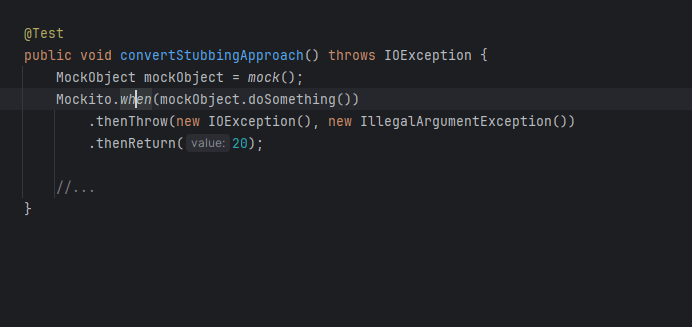 @Test
public void convertStubbingApproach() throws IOException {
MockObject mockObject = mock();
Mockito.when(mockObject.doSomething())
.thenThrow(new IOException(), new IllegalArgumentException())
.thenReturn( value: 20);
//...
}